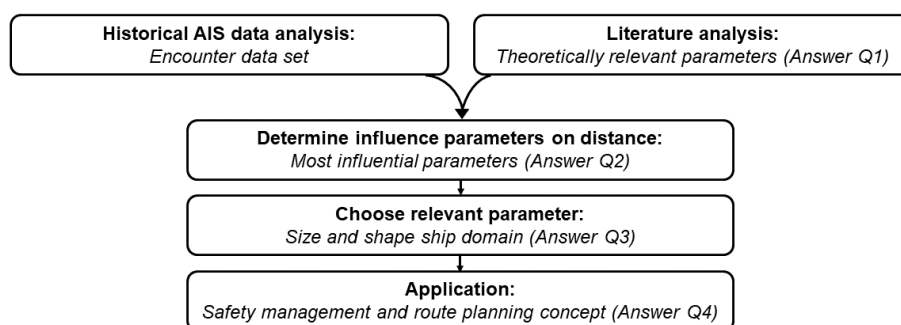 Historical AIS data analysis:
Encounter data set
Literature analysis:
Theoretically relevant parameters (Answer Q1)
Determine influence parameters on distance:
Most influential parameters (Answer Q2)
Choose relevant parameter:
Size and shape ship domain (Answer Q3)
Application:
Safety management and route planning concept (Answer Q4)